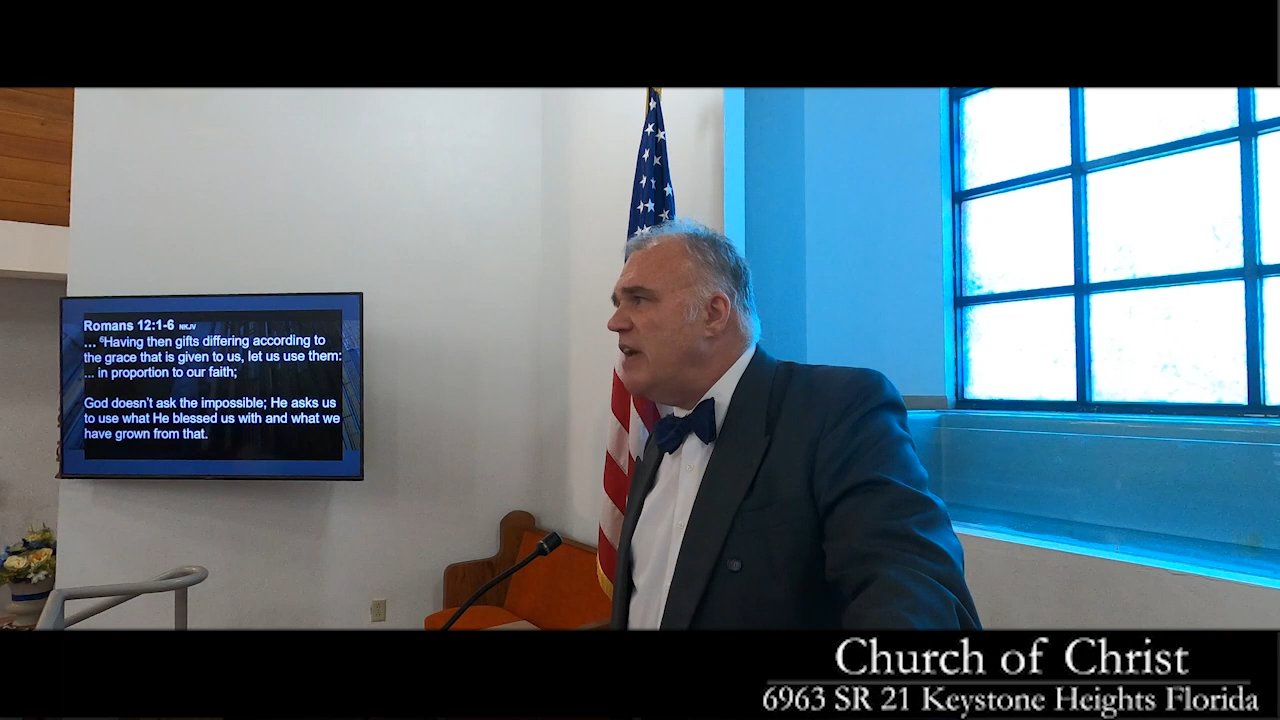 Romans 12:1-6 NKJV
... ⁶Having then gifts differing according to
the grace that is given to us, let us use them:
... in proportion to our faith;
God doesn't ask the impossible; He asks us
to use what He blessed us with and what we
have grown from that.
Church of Christ
6963 SR 21 Keystone Heights Florida